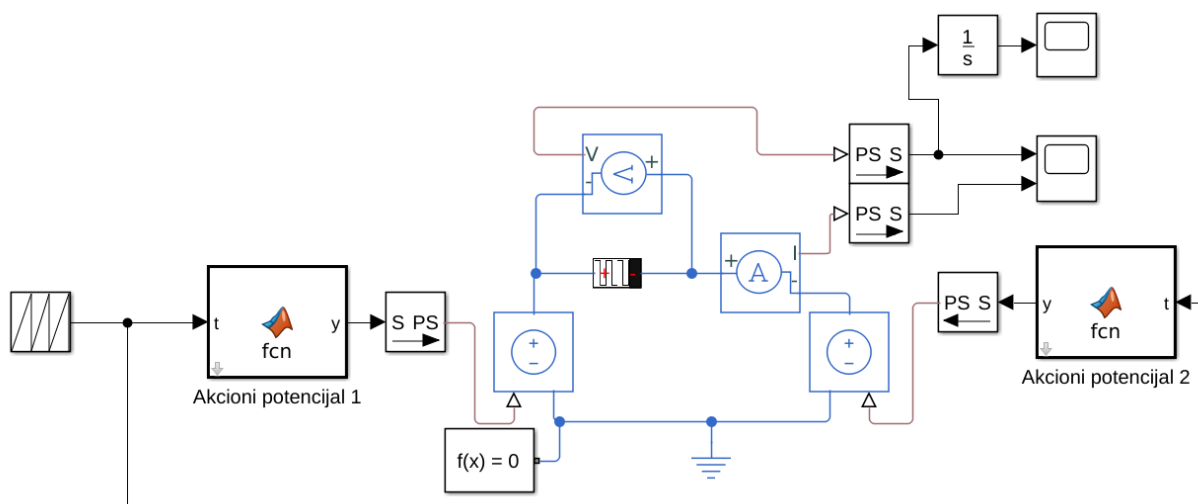 1
s
V
-
+
V
PS S
PS S
+
-
+
A
I
-
t
fcn
y
Akcioni potencijal 1
S PS
+
−
+
−
PS S
y
fcn
t
Akcioni potencijal 2
f(x) = 0